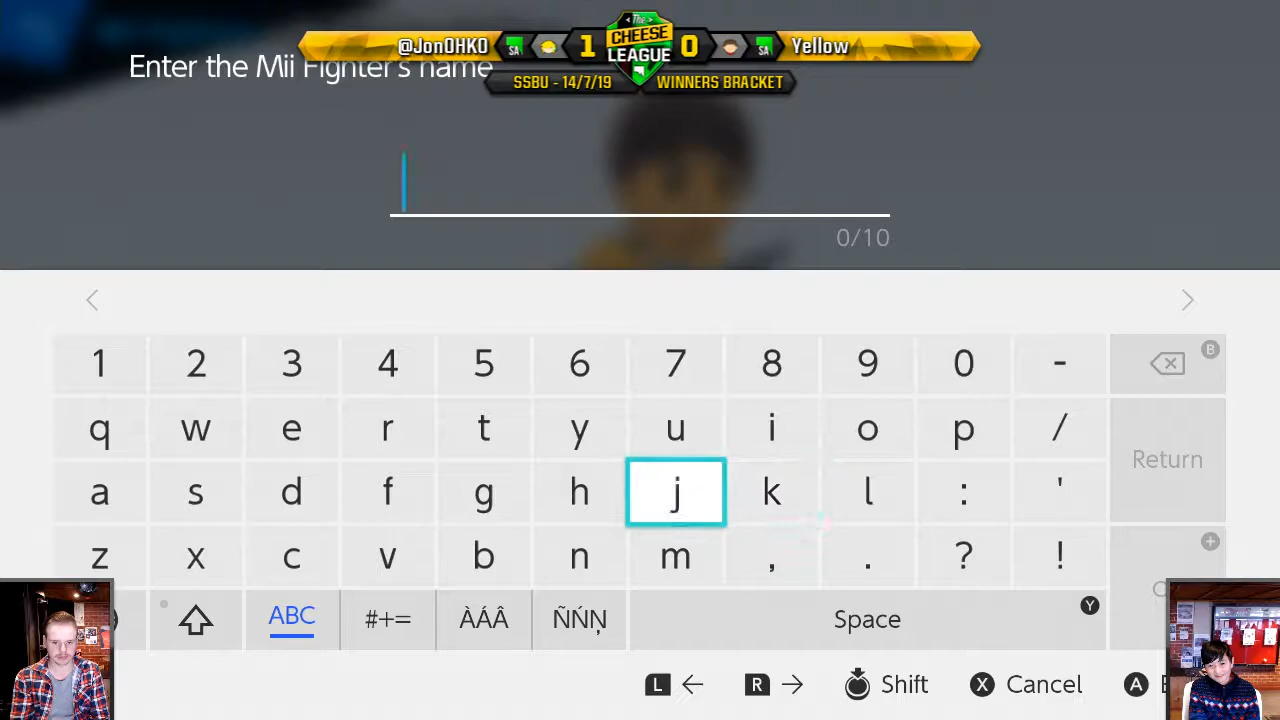 @JonOHKO SA 1 The CHEESE LEAGUE 0 SA Yellow
Enter the Mii Fighter's name
SSBU - 14/7/19 WINNERS BRACKET
0/10
1 2 3 4 5 6 7 8 9 0 - B
q w e r t y u i o p /
Return
a s d f g h j k l : '
z x c v b n m , . ? ! +
ABC #+= ÀÁÂ ÑŃŅ Space Y
L ← R → Shift X Cancel A